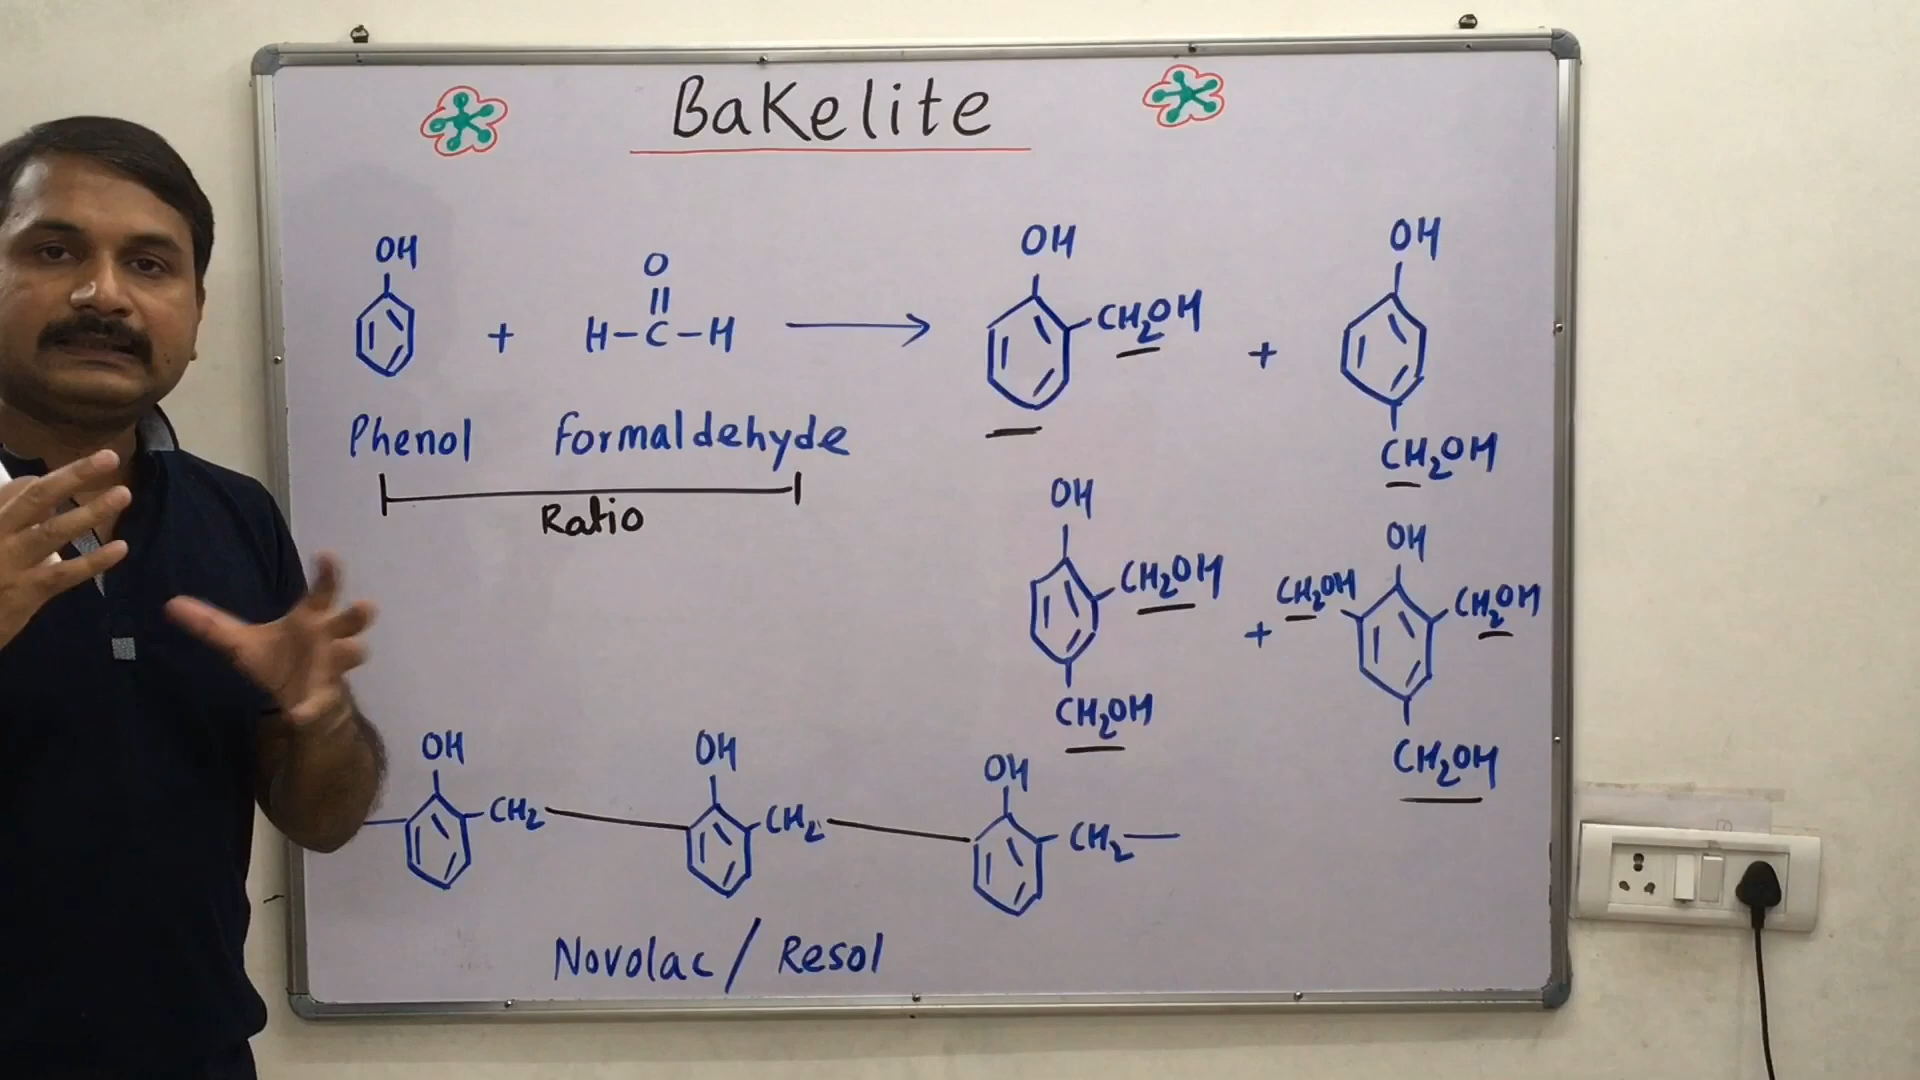 BaKelite
OH
O
||
H-C-H
+
Phenol Formaldehyde
Ratio
OH
CH2OH
+
OH
CH2OH
OH
CH2OH
CH2OH
+
OH
CH2OH
CH2OH
CH2OH
OH
CH2
OH
CH2
OH
CH2
Novolac / Resol